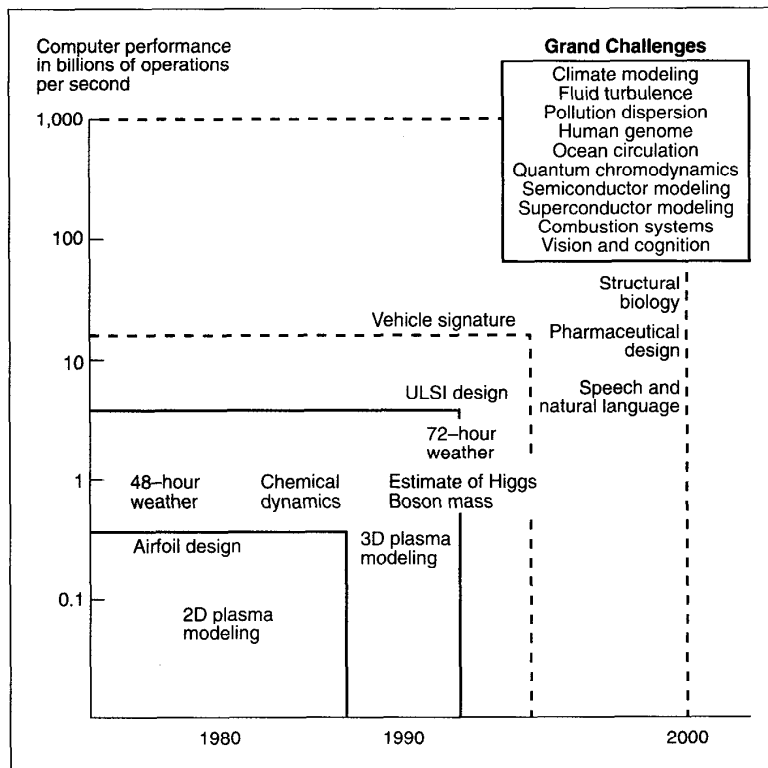 Computer performance
in billions of operations
per second
Grand Challenges
Climate modeling
Fluid turbulence
Pollution dispersion
Human genome
Ocean circulation
Quantum chromodynamics
Semiconductor modeling
Superconductor modeling
Combustion systems
Vision and cognition
1,000
100
Structural
biology
Vehicle signature
Pharmaceutical
design
10
ULSI design
Speech and
natural language
72–hour
weather
1
48–hour
weather
Chemical
dynamics
Estimate of Higgs
Boson mass
Airfoil design
3D plasma
modeling
0.1
2D plasma
modeling
1980
1990
2000